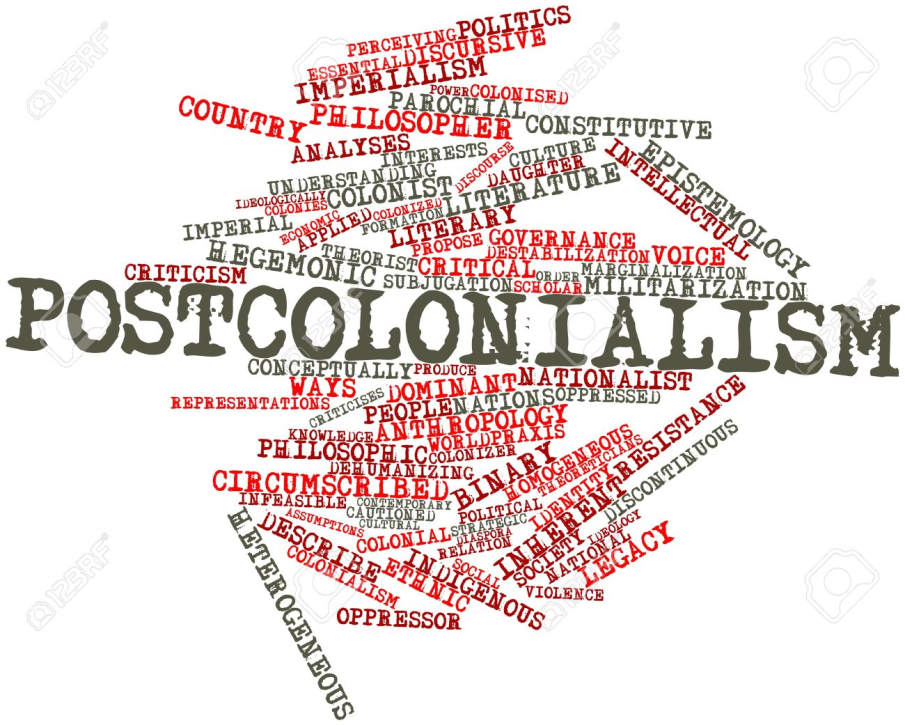 POLITICS
PERCEIVING
DISCURSIVE
ESSENTIAL
IMPERIALISM
POWER
COLONISED
PAROCHIAL
COUNTRY
PHILOSOPHER
CONSTITUTIVE
ANALYSES
INTERESTS
DISCOURSE
CULTURE
INTELLECTUAL
EPISTEMOLOGY
UNDERSTANDING
DAUGHTER
IDEOLOGICALLY
COLONIST
LITERATURE
COLONIES
COLONIZED
FORMATION
IMPERIAL
ECONOMIC
APPLIED
LITERARY
PROPOSE
GOVERNANCE
HEGEMONIC
THEORIST
DESTABILIZATION
VOICE
CRITICISM
CRITICAL
ORDER
MARGINALIZATION
SUBJUGATION
SCHOLAR
MILITARIZATION
POSTCOLONIALISM
CONCEPTUALLY
PRODUCE
WAYS
DOMINANT
NATIONALIST
REPRESENTATIONS
CRITICISES
PEOPLE
NATIONS
OPPRESSED
RESISTANCE
KNOWLEDGE
ANTHROPOLOGY
WORLD
PRAXIS
PHILOSOPHIC
COLONIZER
HOMOGENEOUS
THEORETICIANS
DISCONTINUOUS
DEHUMANIZING
BINARY
CIRCUMSCRIBED
INFEASIBLE
CONTEMPORARY
POLITICAL
IDENTITY
INHERENT
CAUTIONED
CULTURAL
STRATEGIC
ASSUMPTIONS
HETEROGENEOUS
DESCRIBE
COLONIAL
DIASPORA
RELATION
SOCIETY
IDEOLOGY
NATIONAL
LEGACY
COLONIALISM
ETHNIC
INDIGENOUS
SOCIAL
VIOLENCE
OPPRESSOR
123RF